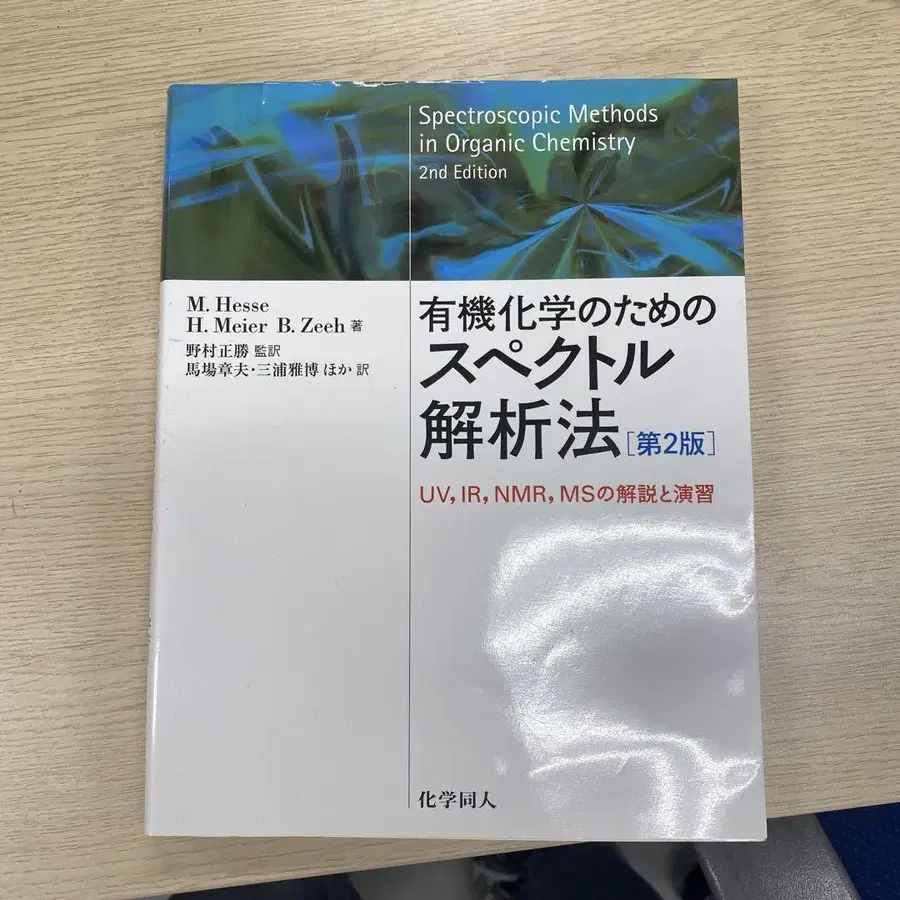 Spectroscopic Methods
in Organic Chemistry
2nd Edition
M. Hesse
H. Meier B. Zeeh 著
野村正勝 監訳
馬場章夫・三浦雅博 ほか 訳
有機化学のための
スペクトル
解析法[第2版]
UV, IR, NMR, MSの解説と演習
化学同人